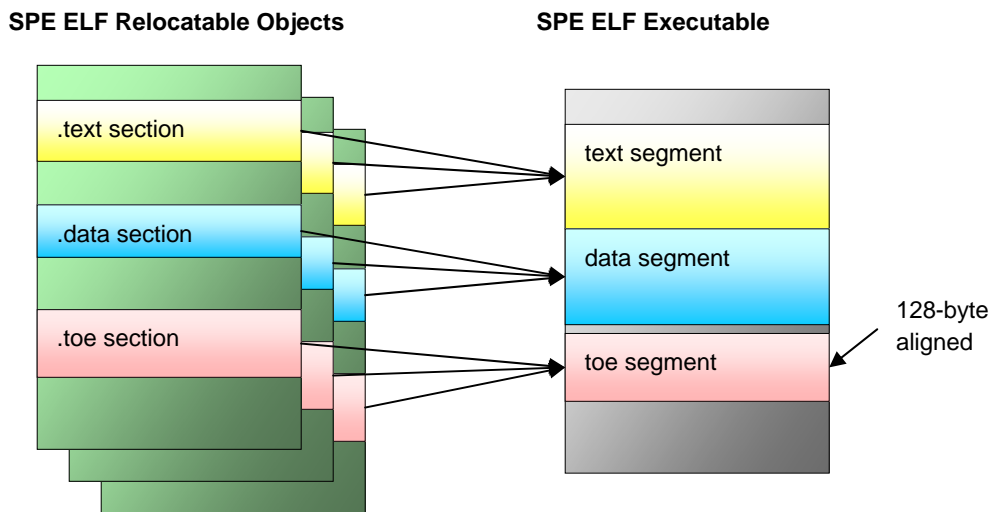 SPE ELF Relocatable Objects
SPE ELF Executable
.text section
text segment
.data section
data segment
.toe section
toe segment
128-byte
aligned